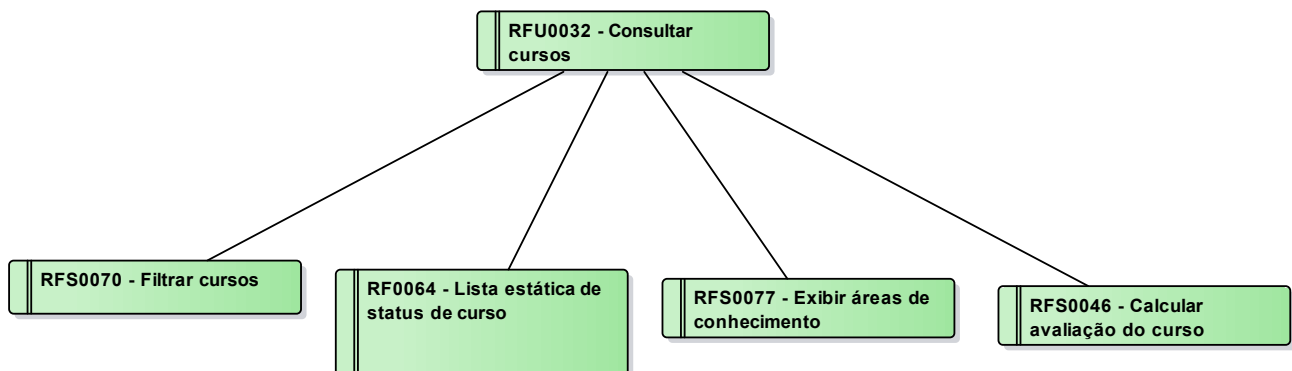 RFU0032 - Consultar
cursos
RFS0070 - Filtrar cursos
RF0064 - Lista estática de
status de curso
RFS0077 - Exibir áreas de
conhecimento
RFS0046 - Calcular
avaliação do curso